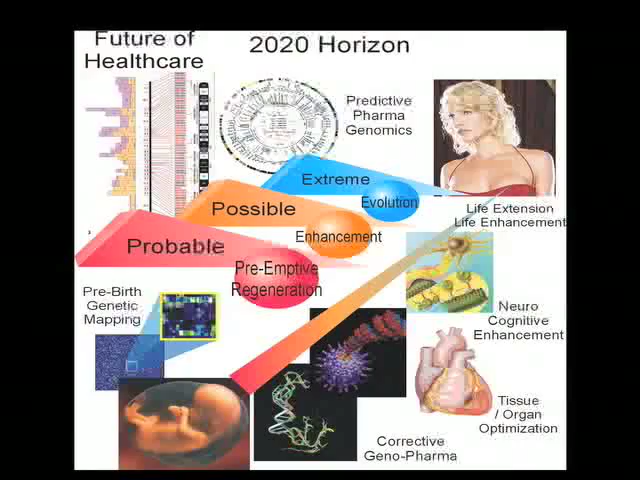 Future of
Healthcare
2020 Horizon
Predictive
Pharma
Genomics
Extreme
Evolution
Possible
Enhancement
Probable
Pre-Emptive
Regeneration
Life Extension
Life Enhancement
Pre-Birth
Genetic
Mapping
Neuro
Cognitive
Enhancement
Tissue
/ Organ
Optimization
Corrective
Geno-Pharma